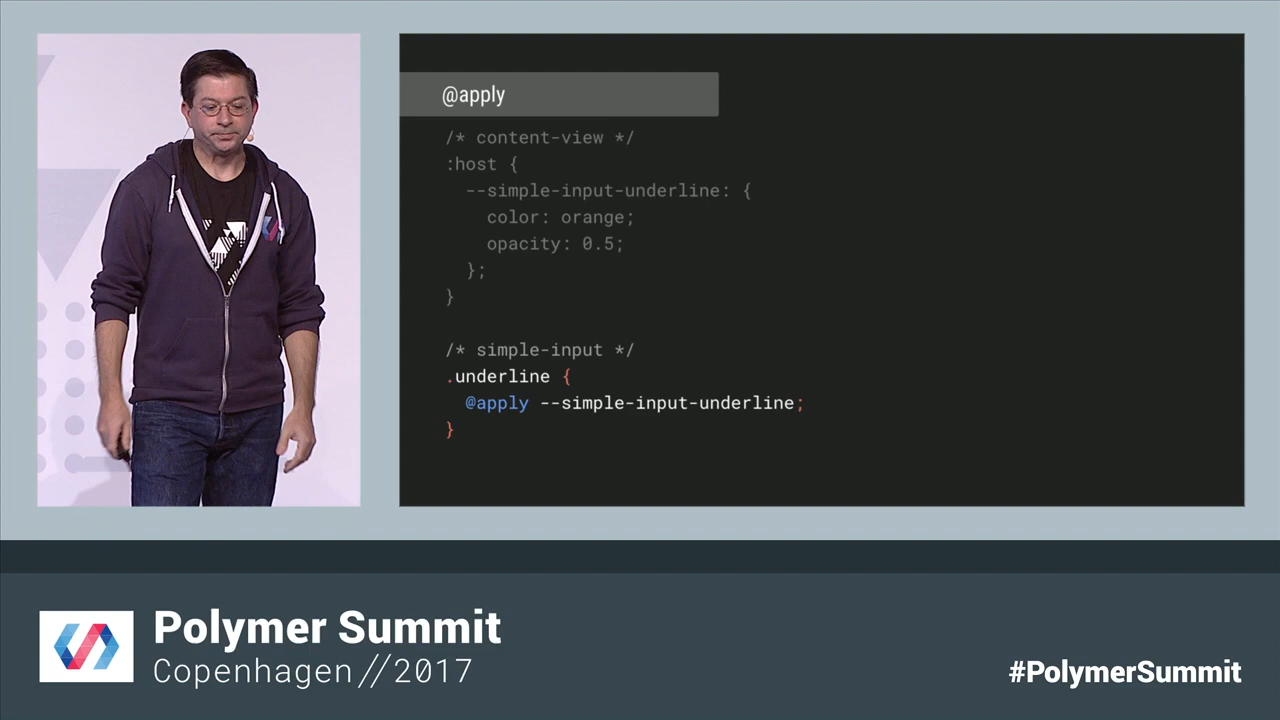 @apply
/* content-view */
:host {
--simple-input-underline: {
color: orange;
opacity: 0.5;
};
}
/* simple-input */
.underline {
@apply --simple-input-underline;
}
Polymer Summit
Copenhagen//2017
#PolymerSummit